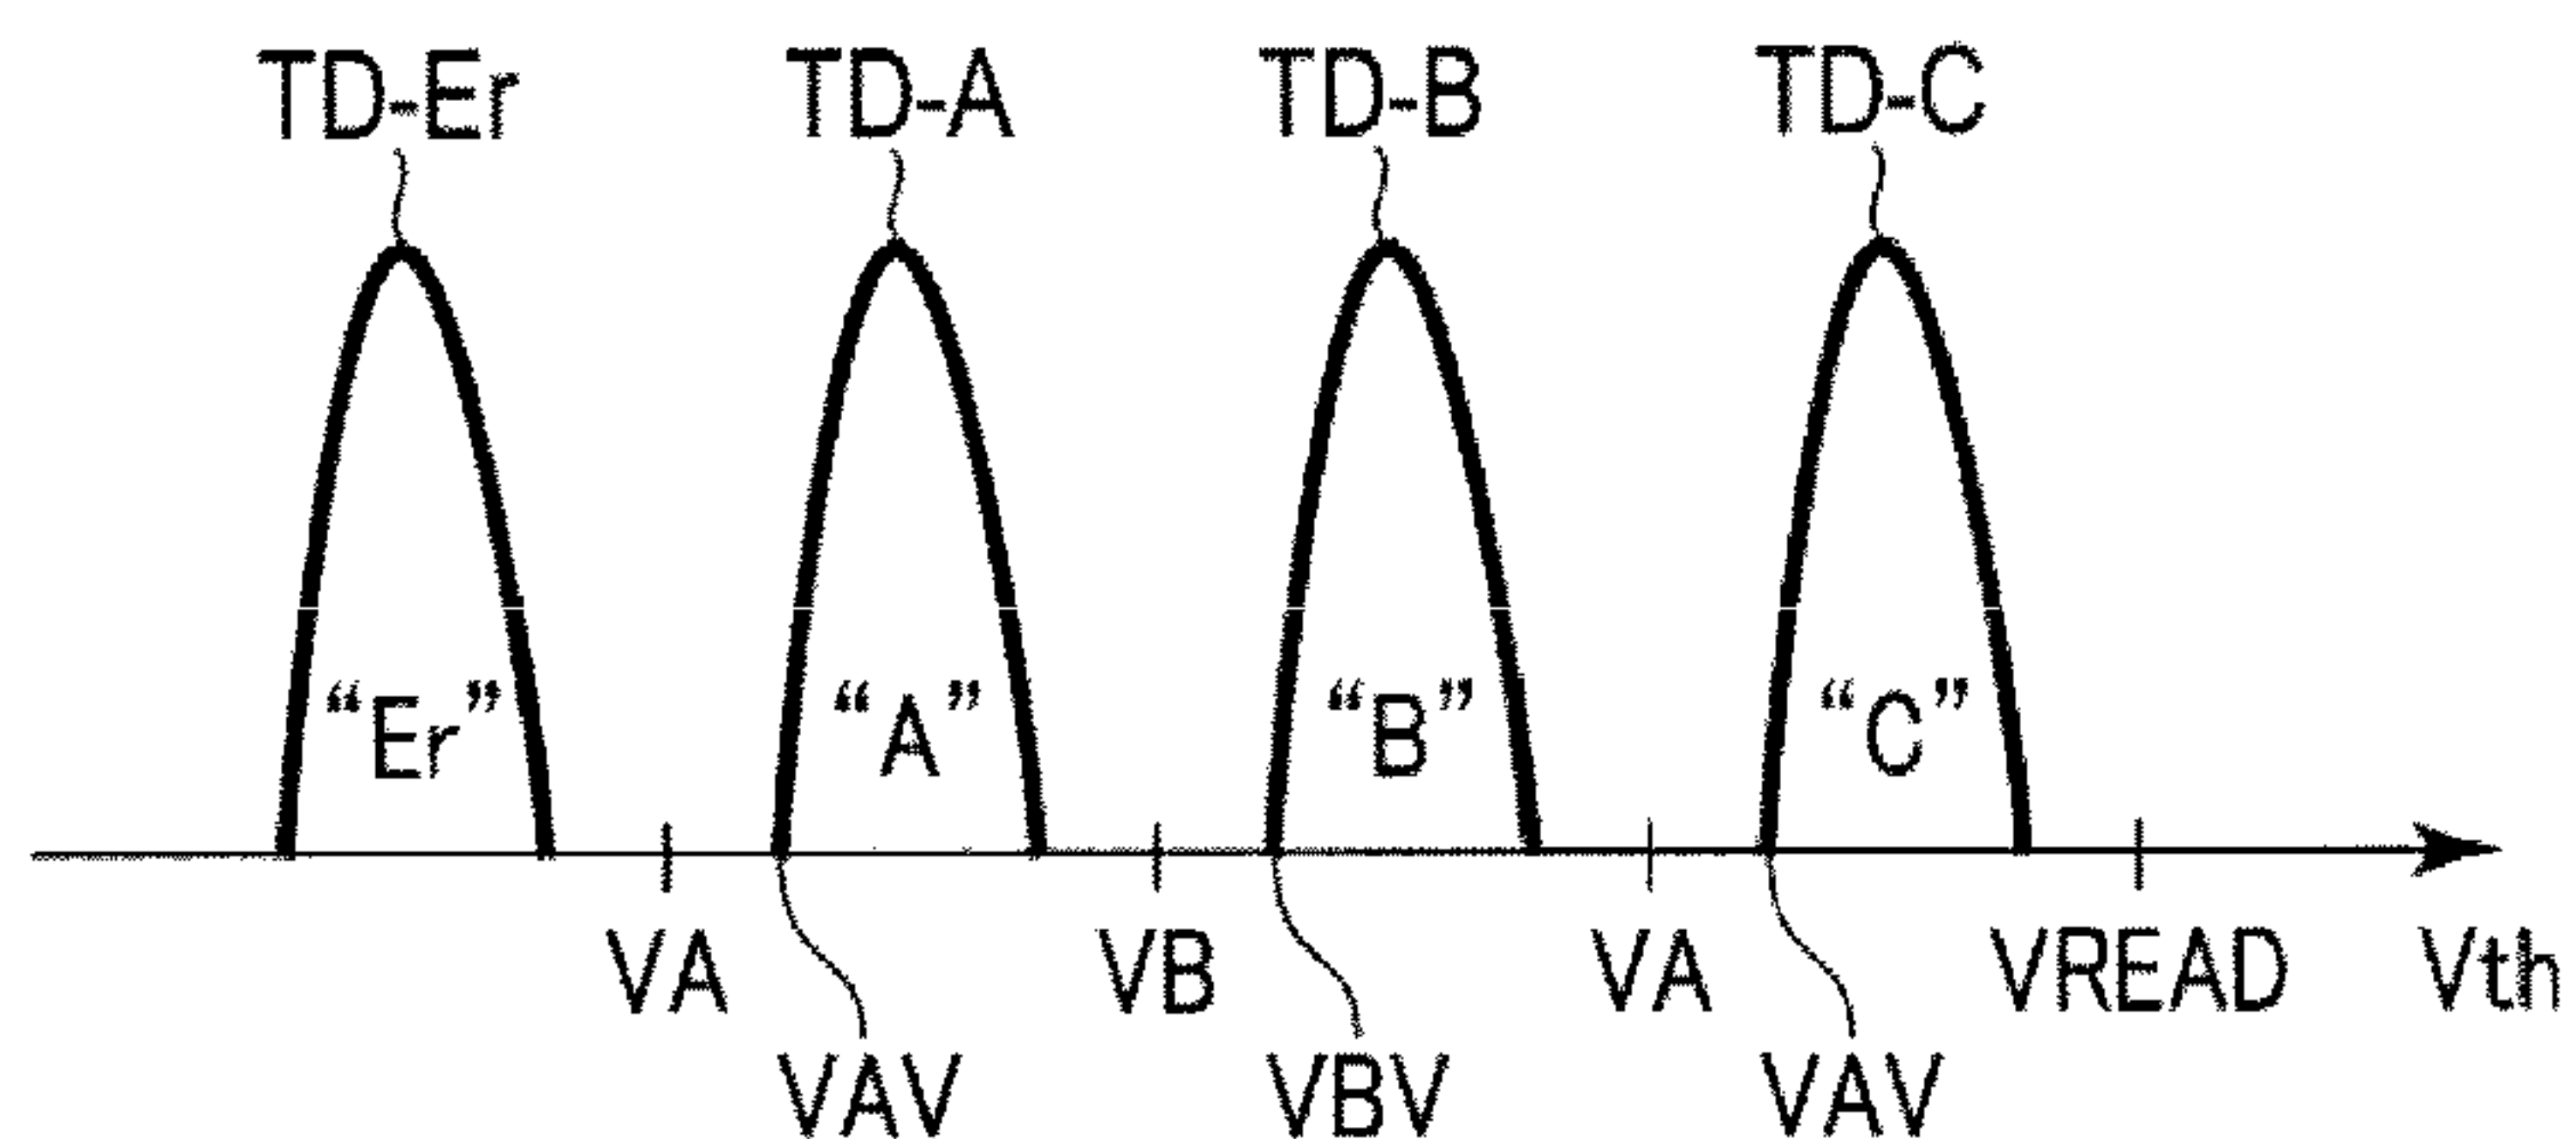 TD-Er TD-A TD-B TD-C
“Er” “A” “B” “C”
VA VB VA VREAD Vth
VAV VBV VAV